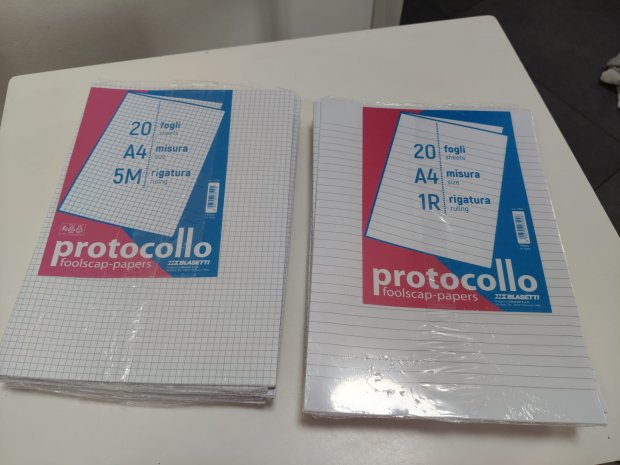 20 fogli
sheets
A4 misura
size
5M rigatura
ruling
protocollo
foolscap-papers
BLASETTI
20 fogli
sheets
A4 misura
size
1R rigatura
ruling
protocollo
foolscap-papers
BLASETTI